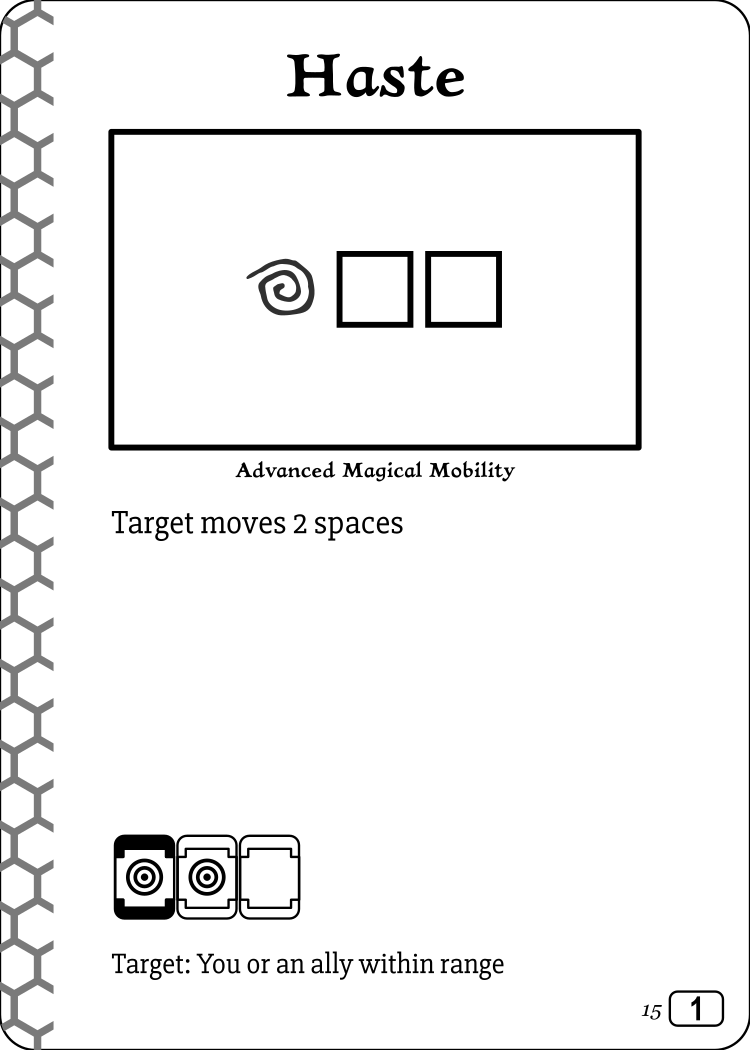 Haste
Advanced Magical Mobility
Target moves 2 spaces
Target: You or an ally within range
15 1